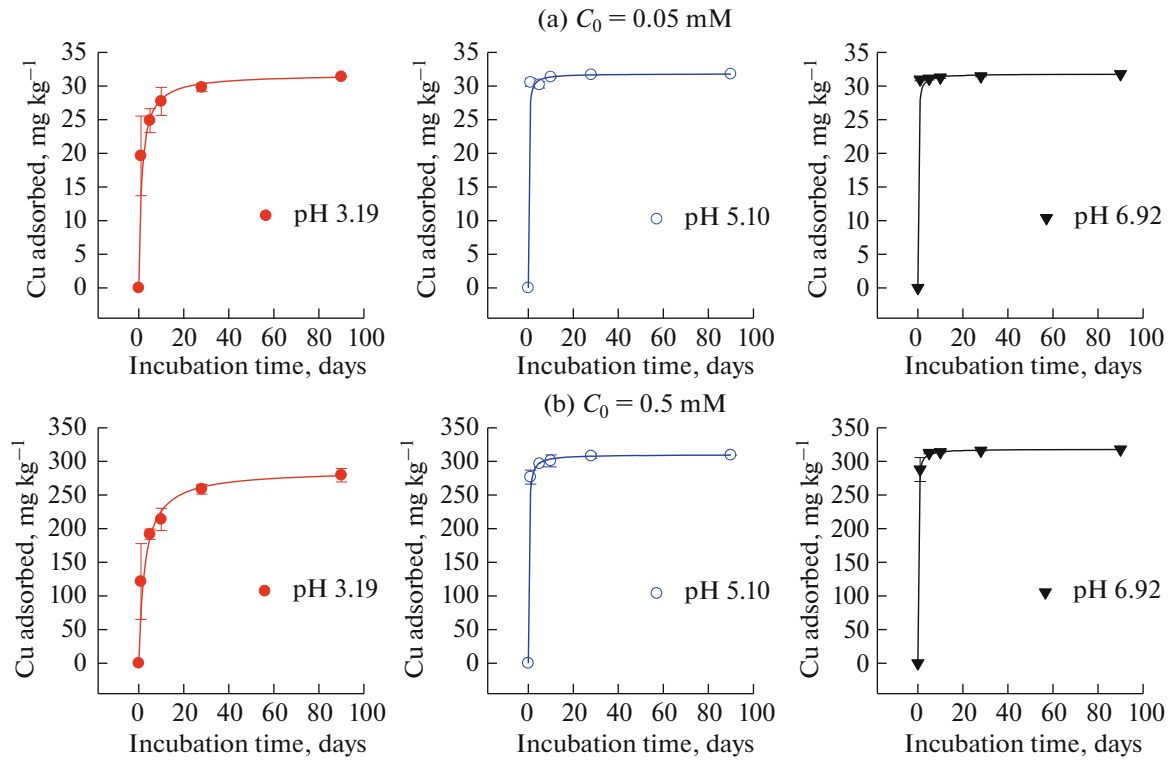 (a) C₀ = 0.05 mM
Cu adsorbed, mg kg⁻¹
35
30
25
20
15
10
5
0
pH 3.19
0 20 40 60 80 100
Incubation time, days
Cu adsorbed, mg kg⁻¹
35
30
25
20
15
10
5
0
pH 5.10
0 20 40 60 80 100
Incubation time, days
Cu adsorbed, mg kg⁻¹
35
30
25
20
15
10
5
0
pH 6.92
0 20 40 60 80 100
Incubation time, days
(b) C₀ = 0.5 mM
Cu adsorbed, mg kg⁻¹
350
300
250
200
150
100
50
0
pH 3.19
0 20 40 60 80 100
Incubation time, days
Cu adsorbed, mg kg⁻¹
350
300
250
200
150
100
50
0
pH 5.10
0 20 40 60 80 100
Incubation time, days
Cu adsorbed, mg kg⁻¹
350
300
250
200
150
100
50
0
pH 6.92
0 20 40 60 80 100
Incubation time, days